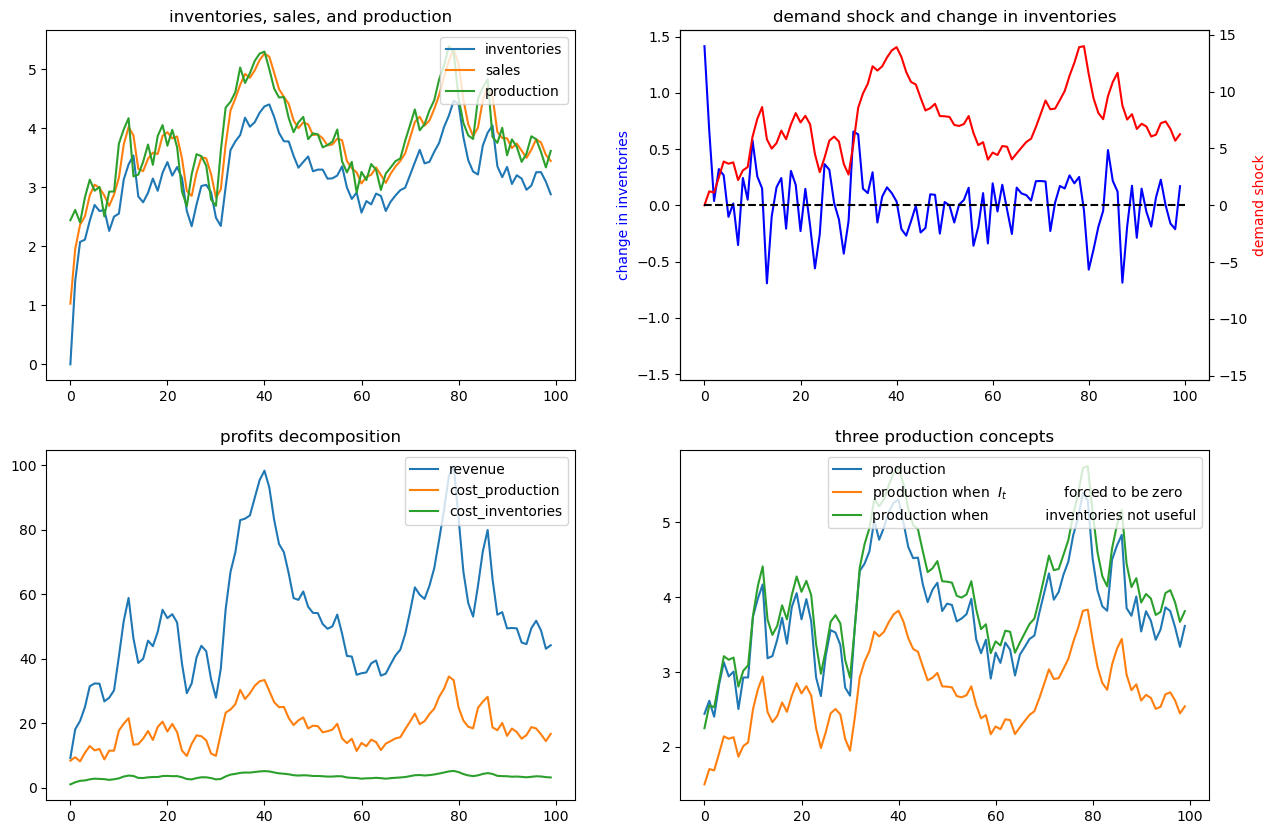 inventories, sales, and production
inventories
sales
production
5
4
3
2
1
0
0 20 40 60 80 100
demand shock and change in inventories
change in inventories
1.5
1.0
0.5
0.0
−0.5
−1.0
−1.5
15
10
5
0
−5
−10
−15
demand shock
0 20 40 60 80 100
profits decomposition
revenue
cost_production
cost_inventories
100
80
60
40
20
0
0 20 40 60 80 100
three production concepts
production
production when I_t forced to be zero
production when inventories not useful
5
4
3
2
0 20 40 60 80 100